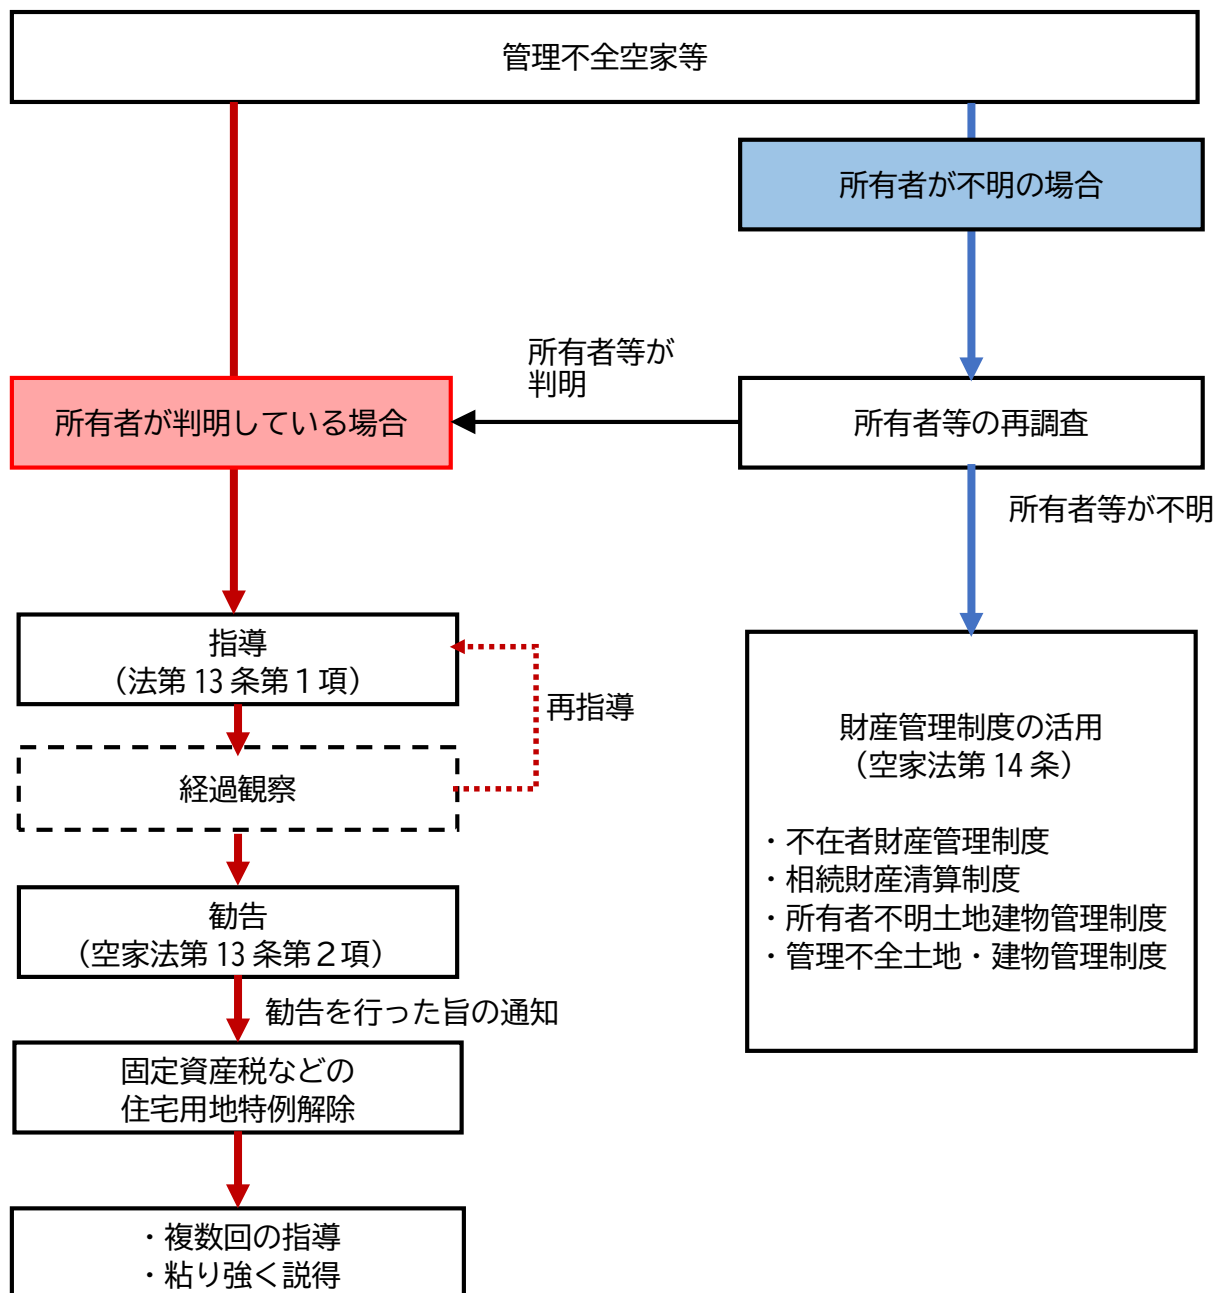 管理不全空家等
所有者が不明の場合
所有者等が
判明
所有者が判明している場合
所有者等の再調査
所有者等が不明
指導
（法第 13 条第１項）
再指導
経過観察
勧告
（空家法第 13 条第２項）
勧告を行った旨の通知
固定資産税などの
住宅用地特例解除
・複数回の指導
・粘り強く説得
財産管理制度の活用
（空家法第 14 条）
・不在者財産管理制度
・相続財産清算制度
・所有者不明土地建物管理制度
・管理不全土地・建物管理制度